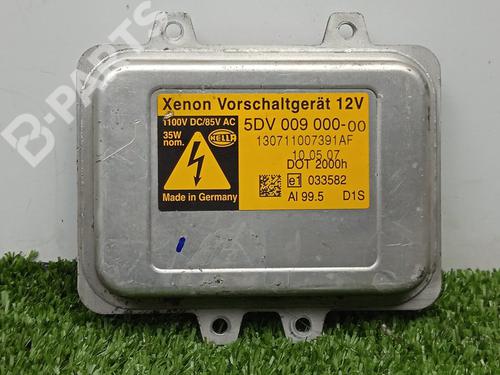 B-PARTS
Xenon Vorschaltgerät 12V
1100V DC/85V AC
35W
nom.
HELLA
5DV 009 000-00
130711007391AF
10.05.07
DOT 2000h
e1 033582
Made in Germany
Al 99.5 D1S